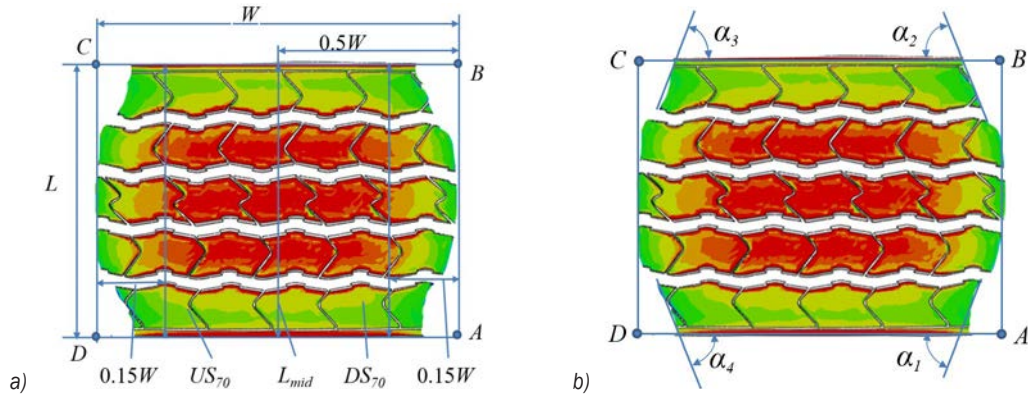 W
0.5W
C
B
L
D
A
0.15W US₇₀ Lmid DS₇₀ 0.15W
a)
α₃ α₂
C B
D A
α₄ α₁
b)